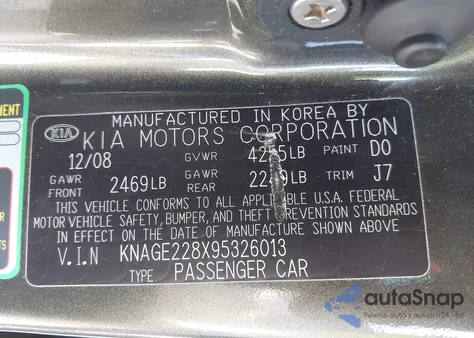 MENT
MANUFACTURED IN KOREA BY
KIA KIA MOTORS CORPORATION
12/08 GVWR PAINT D0
GAWR FRONT 2469LB GAWR REAR TRIM J7
THIS VEHICLE CONFORMS TO ALL APPLICABLE U.S.A. FEDERAL
MOTOR VEHICLE SAFETY, BUMPER, AND THEFT PREVENTION STANDARDS
IN EFFECT ON THE DATE OF MANUFACTURE SHOWN ABOVE
V.I.N KNAGE228X95326013
TYPE PASSENGER CAR
autoSnap